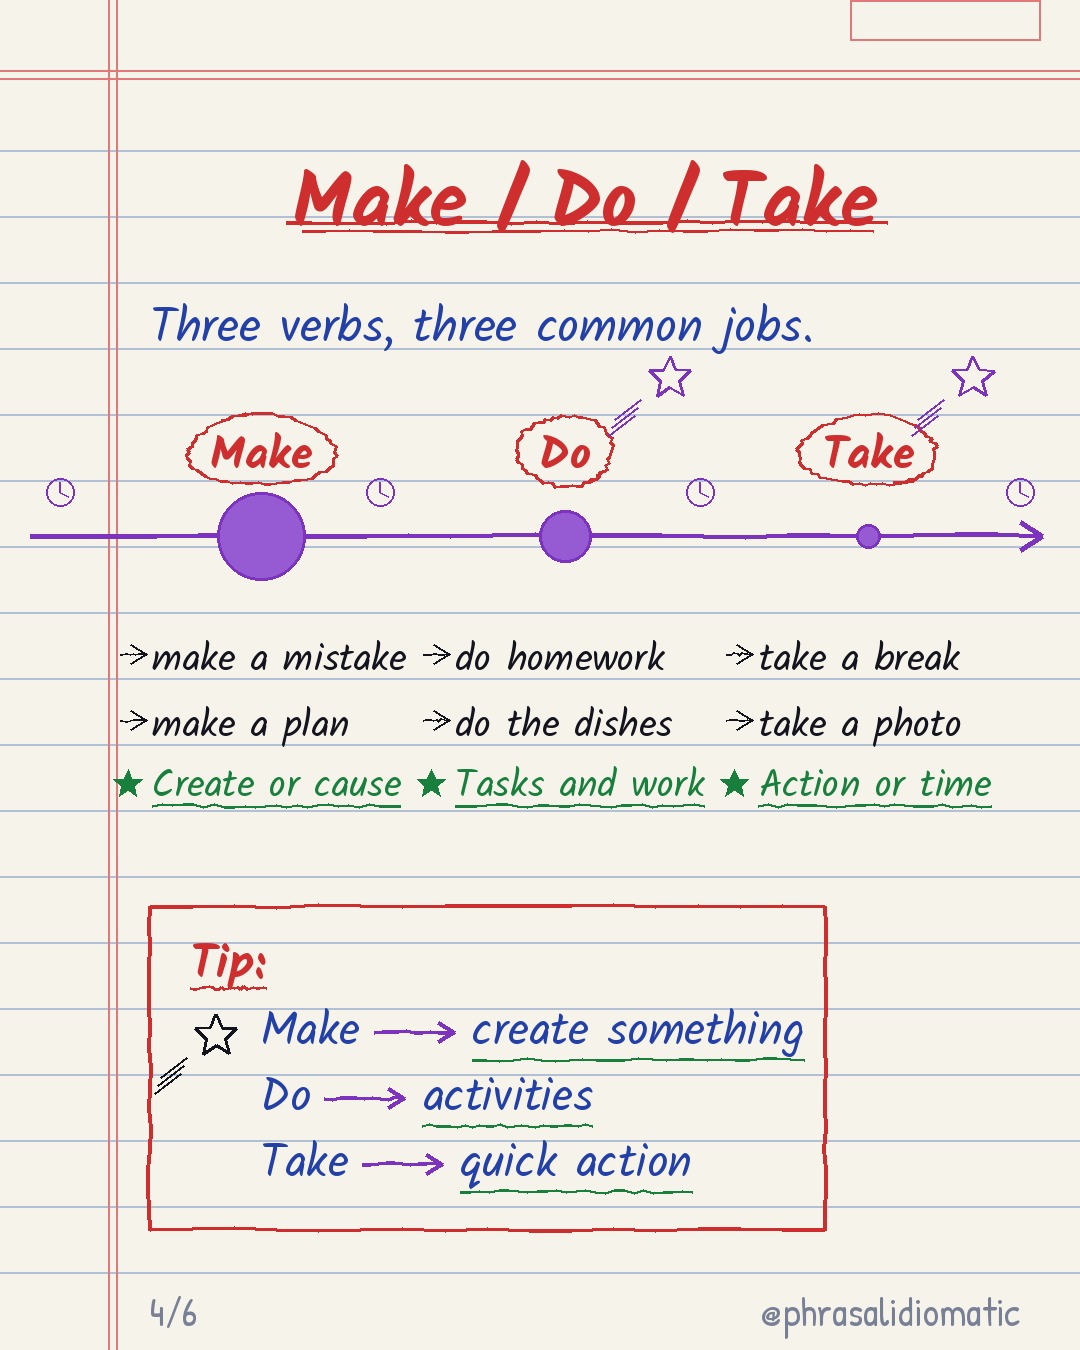 Make / Do / Take
Three verbs, three common jobs.
Make Do Take
→make a mistake →do homework →take a break
→make a plan →do the dishes →take a photo
★ Create or cause ★ Tasks and work ★ Action or time
Tip:
☆ Make → create something
Do → activities
Take → quick action
4/6 @phrasalidiomatic